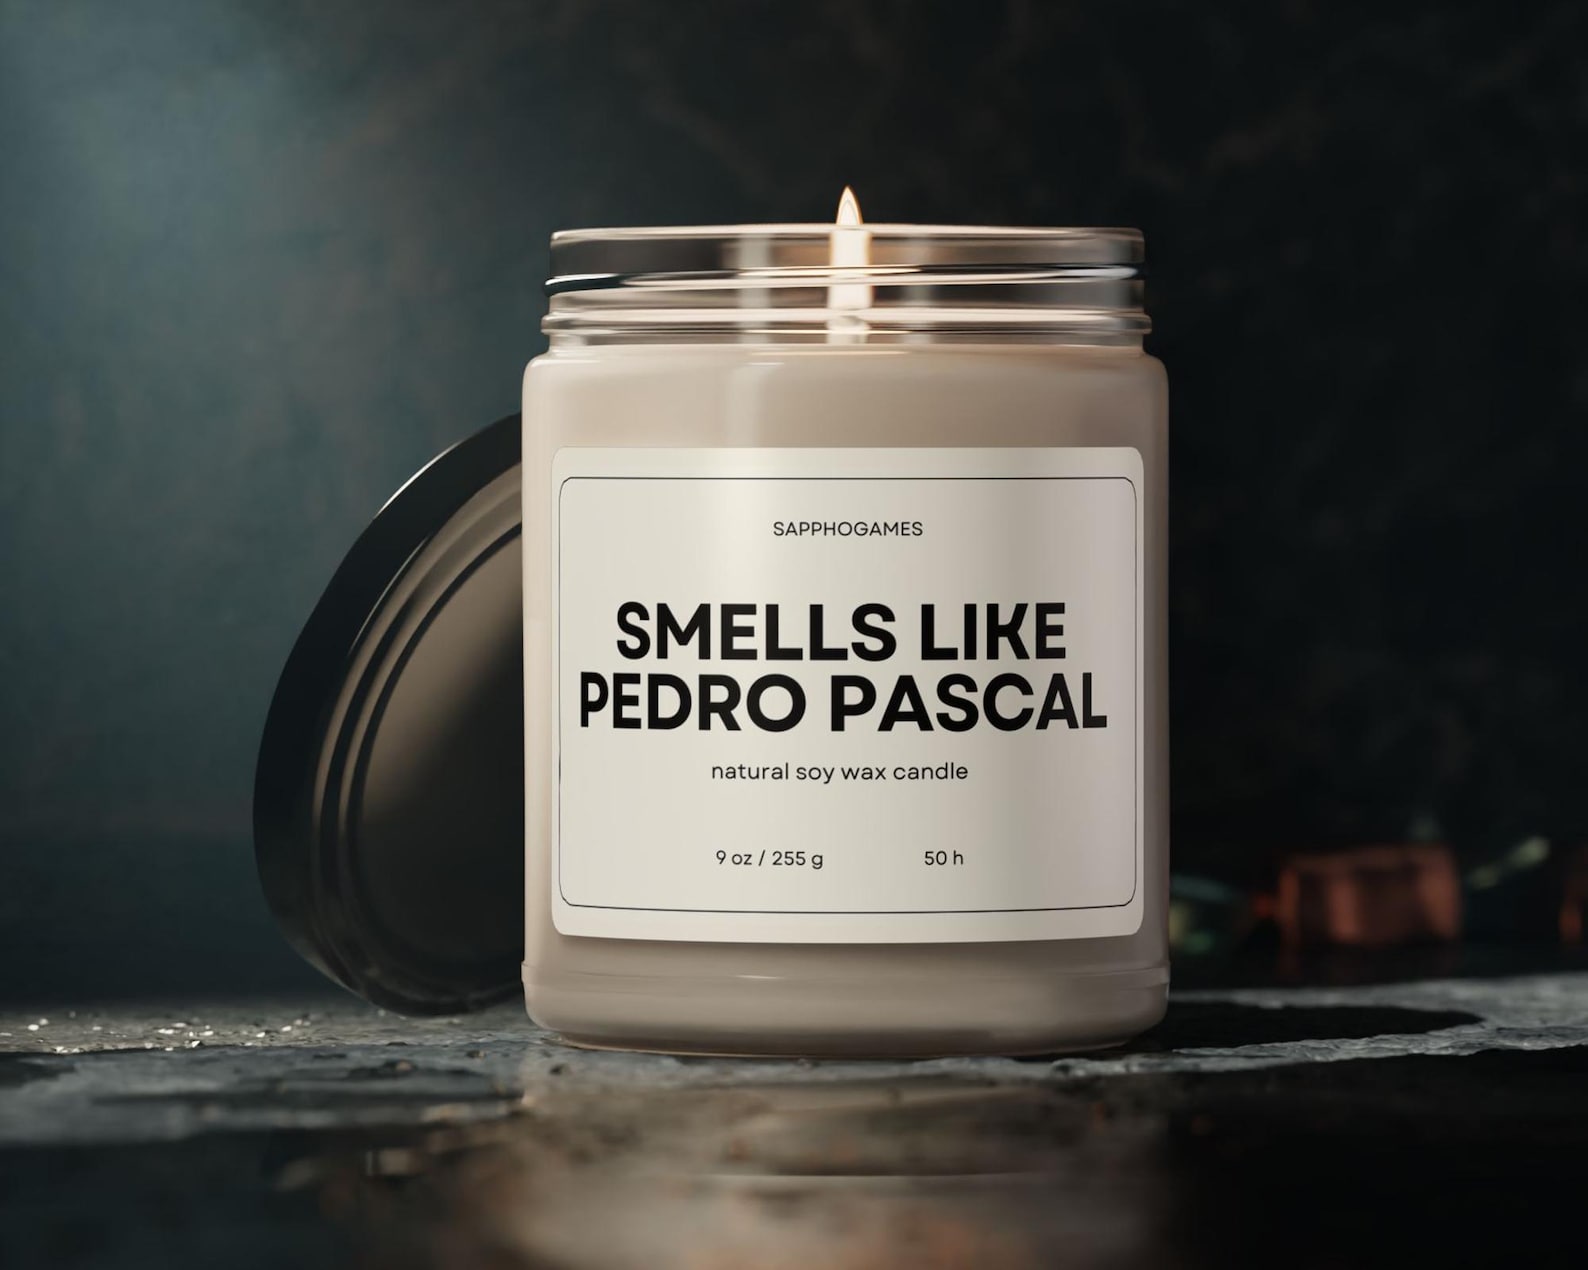 SAPPHOGAMES
SMELLS LIKE
PEDRO PASCAL
natural soy wax candle
9 oz / 255 g 50 h